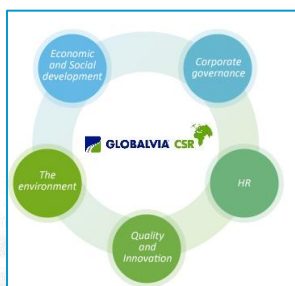 Economic
and Social
development
Corporate
governance
GLOBALVIA CSR
The
environment
HR
Quality
and
Innovation